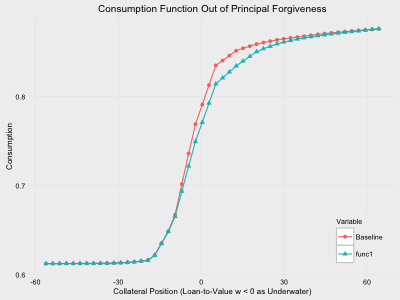 Consumption Function Out of Principal Forgiveness
Consumption
0.8
0.7
0.6
-60
-30
0
30
60
Collateral Position (Loan-to-Value w < 0 as Underwater)
Variable
Baseline
func1